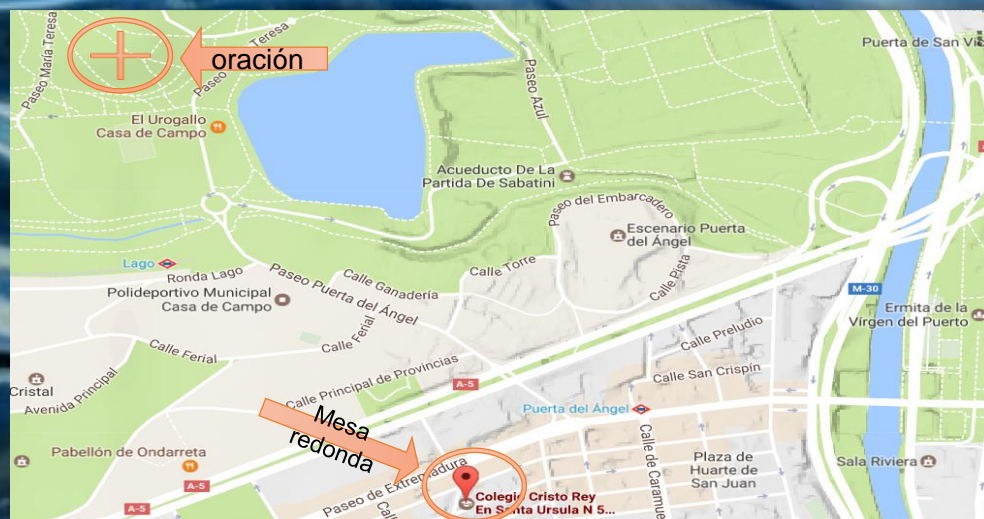 Paseo María Teresa
Teresa
Paseo
oración
El Urogallo
Casa de Campo
Paseo Azul
Puerta de San
Acueducto De La
Partida De Sabatini
Paseo del Embarcadero
Escenario Puerta
del Ángel
Lago
Ronda Lago
Polideportivo Municipal
Casa de Campo
Paseo Puerta del Ángel
Calle Ganadería
Calle Torre
Calle Pista
M-30
Ermita de la
Vírgen del Puerto
Calle Ferial
Calle Ferial
Calle Preludio
Cristal
Avenida Principal
Calle Principal de Provincias
A-5
Calle San Crispín
Puerta del Ángel
Mesa
redonda
Pabellón de Ondarreta
A-5
A-5
Paseo de Extremadura
Calle de Caramuel
Plaza de
Huarte de
San Juan
Sala Riviera
Colegio Cristo Rey
En Santa Ursula N 5...